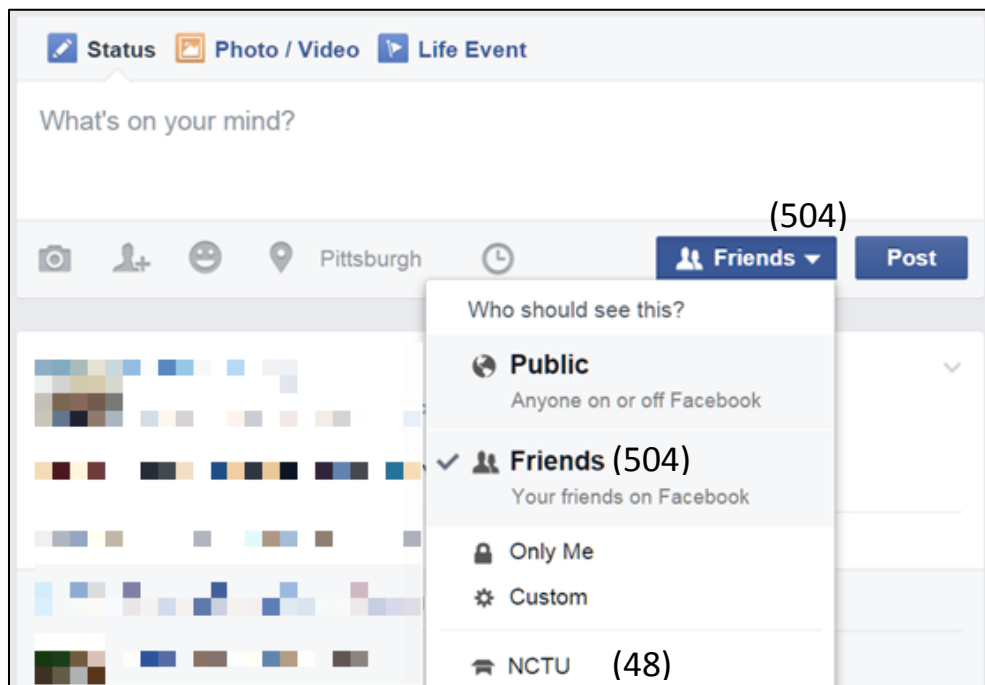 Status Photo / Video Life Event
What's on your mind?
(504)
Pittsburgh Friends Post
Who should see this?
Public
Anyone on or off Facebook
Friends (504)
Your friends on Facebook
Only Me
Custom
NCTU (48)